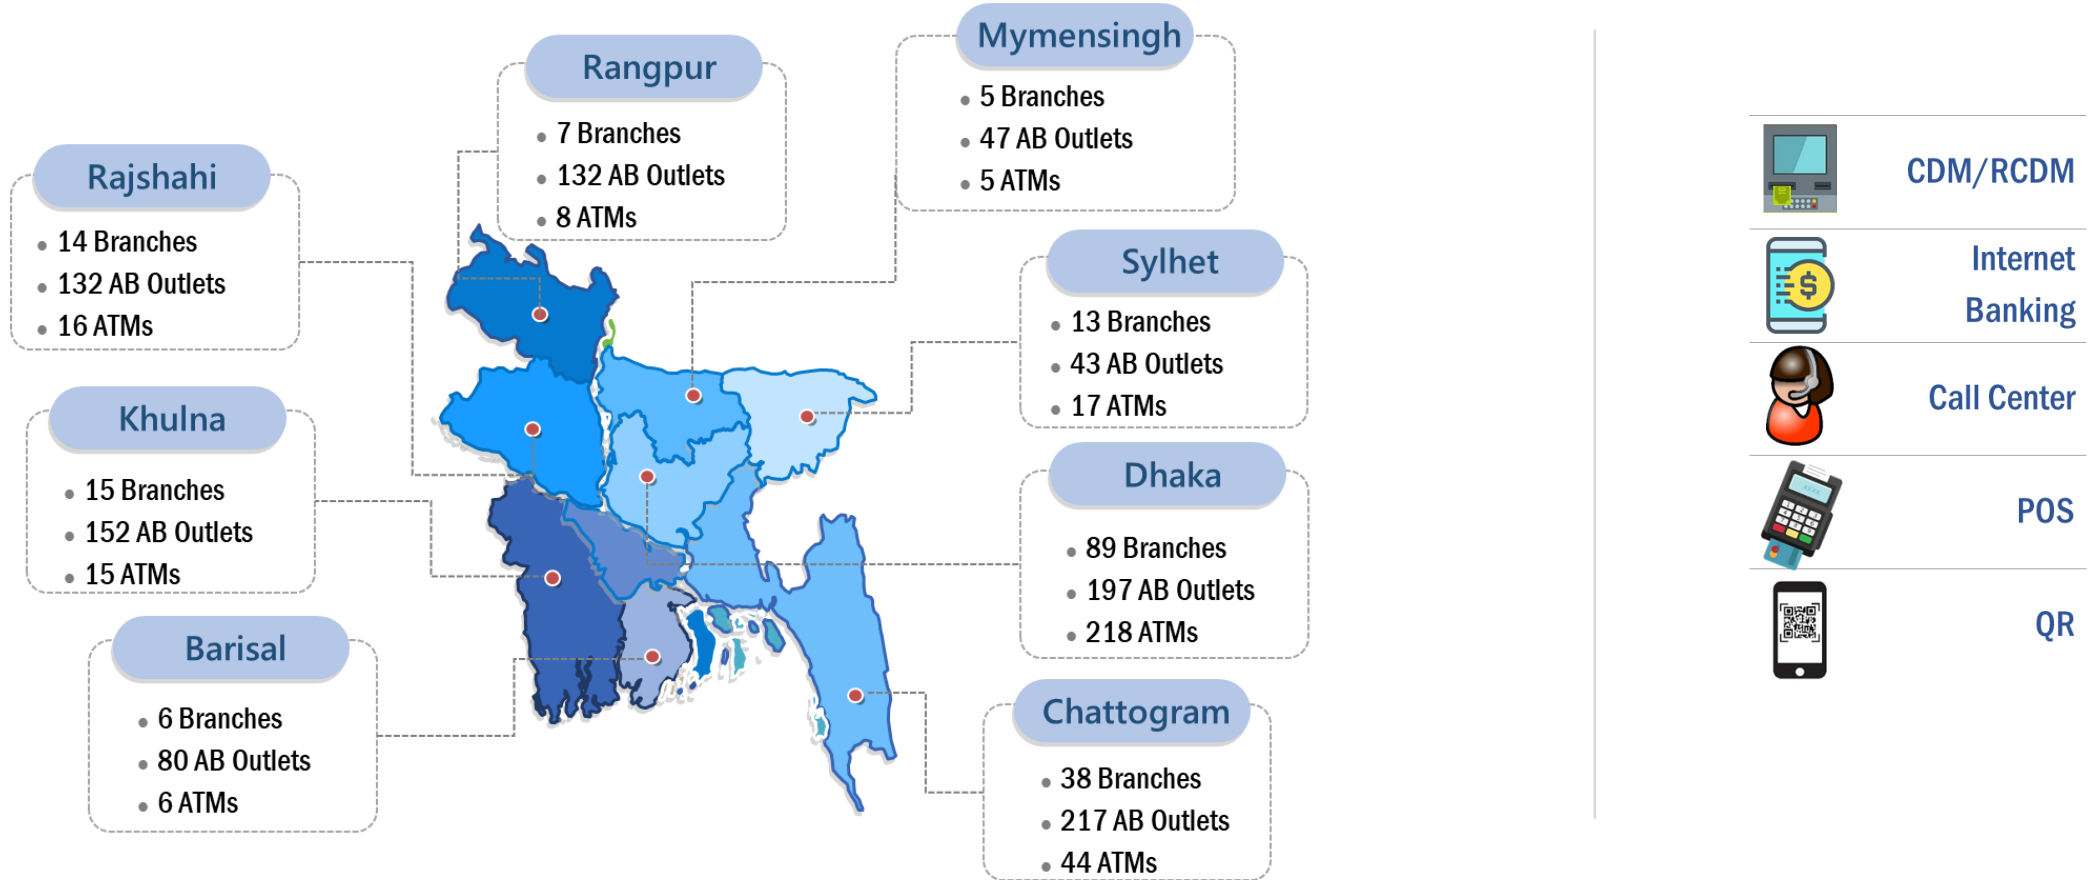 Mymensingh
5 Branches
47 AB Outlets
5 ATMs
Rangpur
7 Branches
132 AB Outlets
8 ATMs
Rajshahi
14 Branches
132 AB Outlets
16 ATMs
Sylhet
13 Branches
43 AB Outlets
17 ATMs
Khulna
15 Branches
152 AB Outlets
15 ATMs
Dhaka
89 Branches
197 AB Outlets
218 ATMs
Barisal
6 Branches
80 AB Outlets
6 ATMs
Chattogram
38 Branches
217 AB Outlets
44 ATMs
CDM/RCDM
Internet
Banking
Call Center
POS
QR